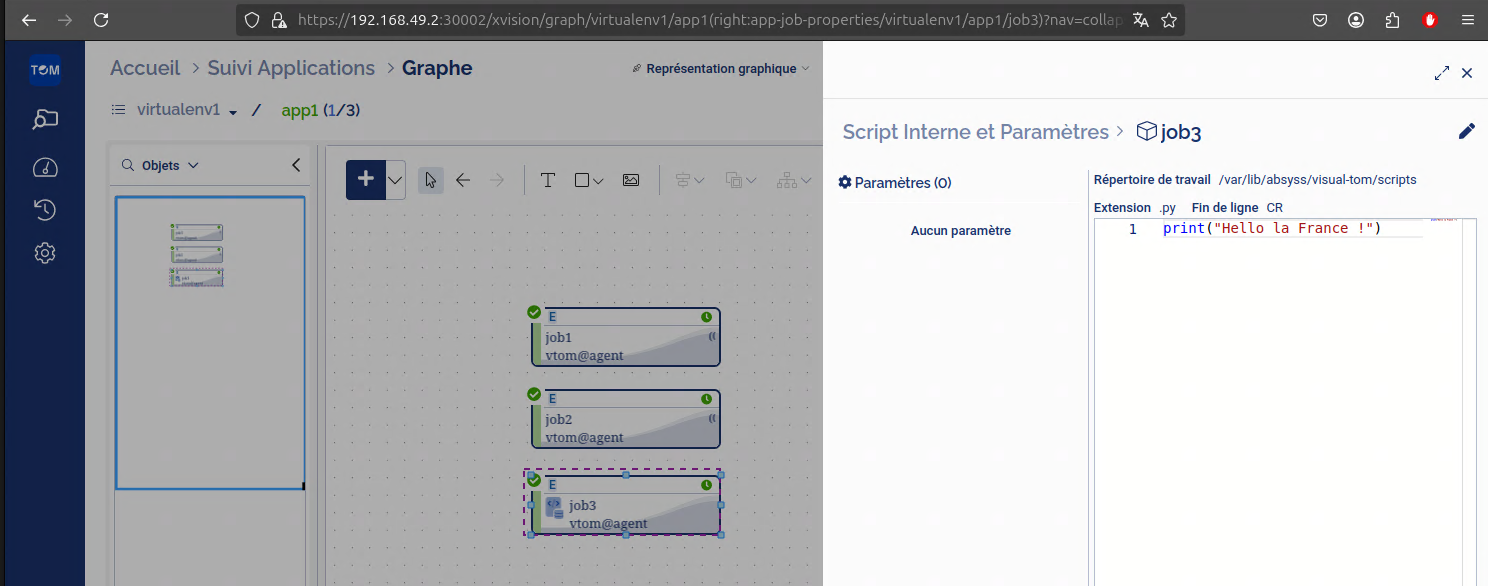 https://192.168.49.2:30002/xvision/graph/virtualenv1/app1(right:app-job-properties/virtualenv1/app1/job3)?nav=collap
TOM
Accueil > Suivi Applications > Graphe
Représentation graphique
virtualenv1 / app1 (1/3)
Objets
T
E
job1
vtom@agent
E
job2
vtom@agent
E
job3
vtom@agent
Script Interne et Paramètres > job3
Paramètres (0)
Aucun paramètre
Répertoire de travail /var/lib/absyss/visual-tom/scripts
Extension .py Fin de ligne CR
1 print("Hello la France !")